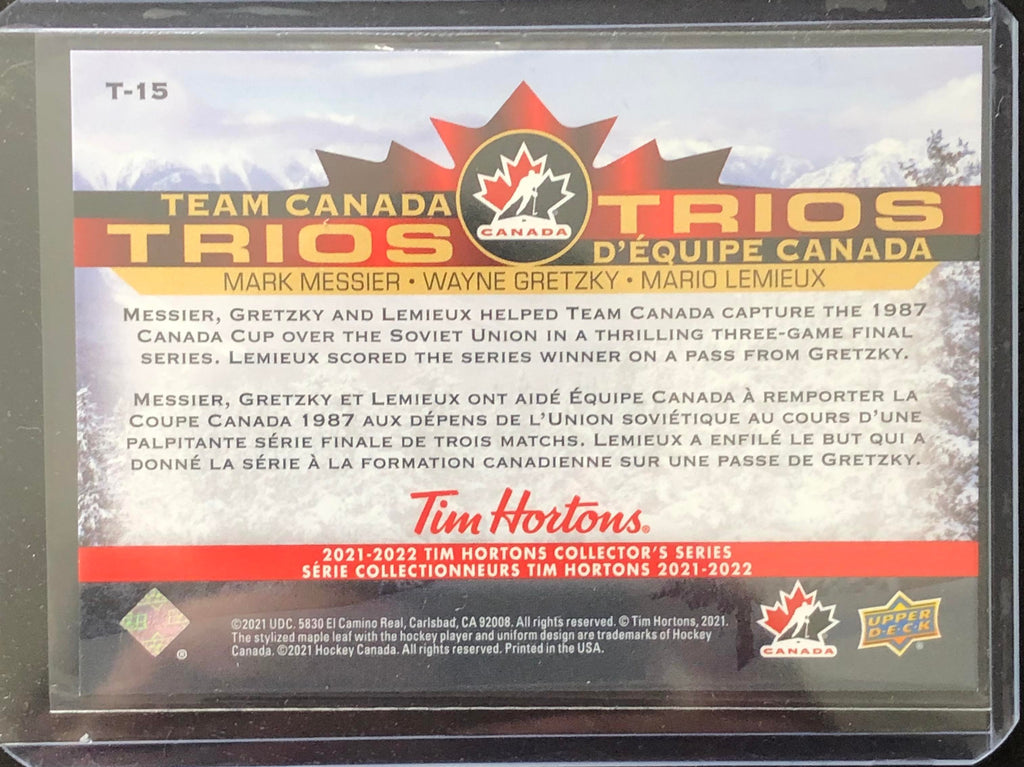 T-15
TEAM CANADA
TRIOS
CANADA
TRIOS
D'ÉQUIPE CANADA
MARK MESSIER • WAYNE GRETZKY • MARIO LEMIEUX
MESSIER, GRETZKY AND LEMIEUX HELPED TEAM CANADA CAPTURE THE 1987
CANADA CUP OVER THE SOVIET UNION IN A THRILLING THREE-GAME FINAL
SERIES. LEMIEUX SCORED THE SERIES WINNER ON A PASS FROM GRETZKY.
MESSIER, GRETZKY ET LEMIEUX ONT AIDÉ ÉQUIPE CANADA À REMPORTER LA
COUPE CANADA 1987 AUX DÉPENS DE L'UNION SOVIÉTIQUE AU COURS D'UNE
PALPITANTE SÉRIE FINALE DE TROIS MATCHS. LEMIEUX A ENFILÉ LE BUT QUI A
DONNÉ LA SÉRIE À LA FORMATION CANADIENNE SUR UNE PASSE DE GRETZKY.
Tim Hortons®
2021-2022 TIM HORTONS COLLECTOR'S SERIES
SÉRIE COLLECTIONNEURS TIM HORTONS 2021-2022
©2021 UDC. 5830 El Camino Real, Carlsbad, CA 92008. All rights reserved. © Tim Hortons, 2021.
The stylized maple leaf with the hockey player and uniform design are trademarks of Hockey
Canada. ©2021 Hockey Canada. All rights reserved. Printed in the USA.
®
CANADA
UPPER
D·E·C·K
®